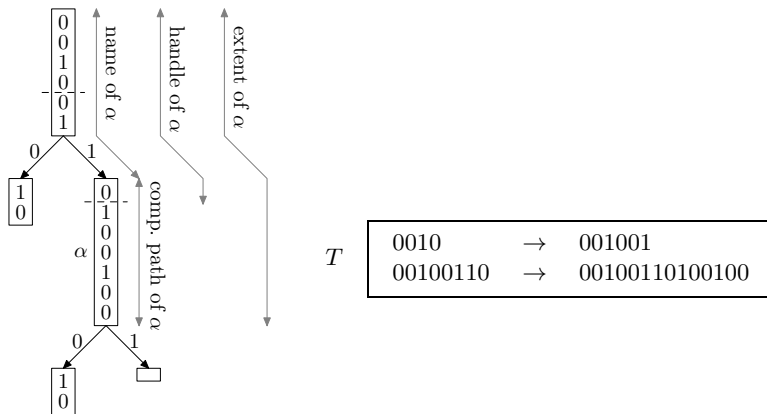 0
0
1
0
0
1
name of α
handle of α
extent of α
0 1
1
0
α
0
1
0
0
1
0
0
comp. path of α
0 1
1
0
T
0010 → 001001
00100110 → 00100110100100